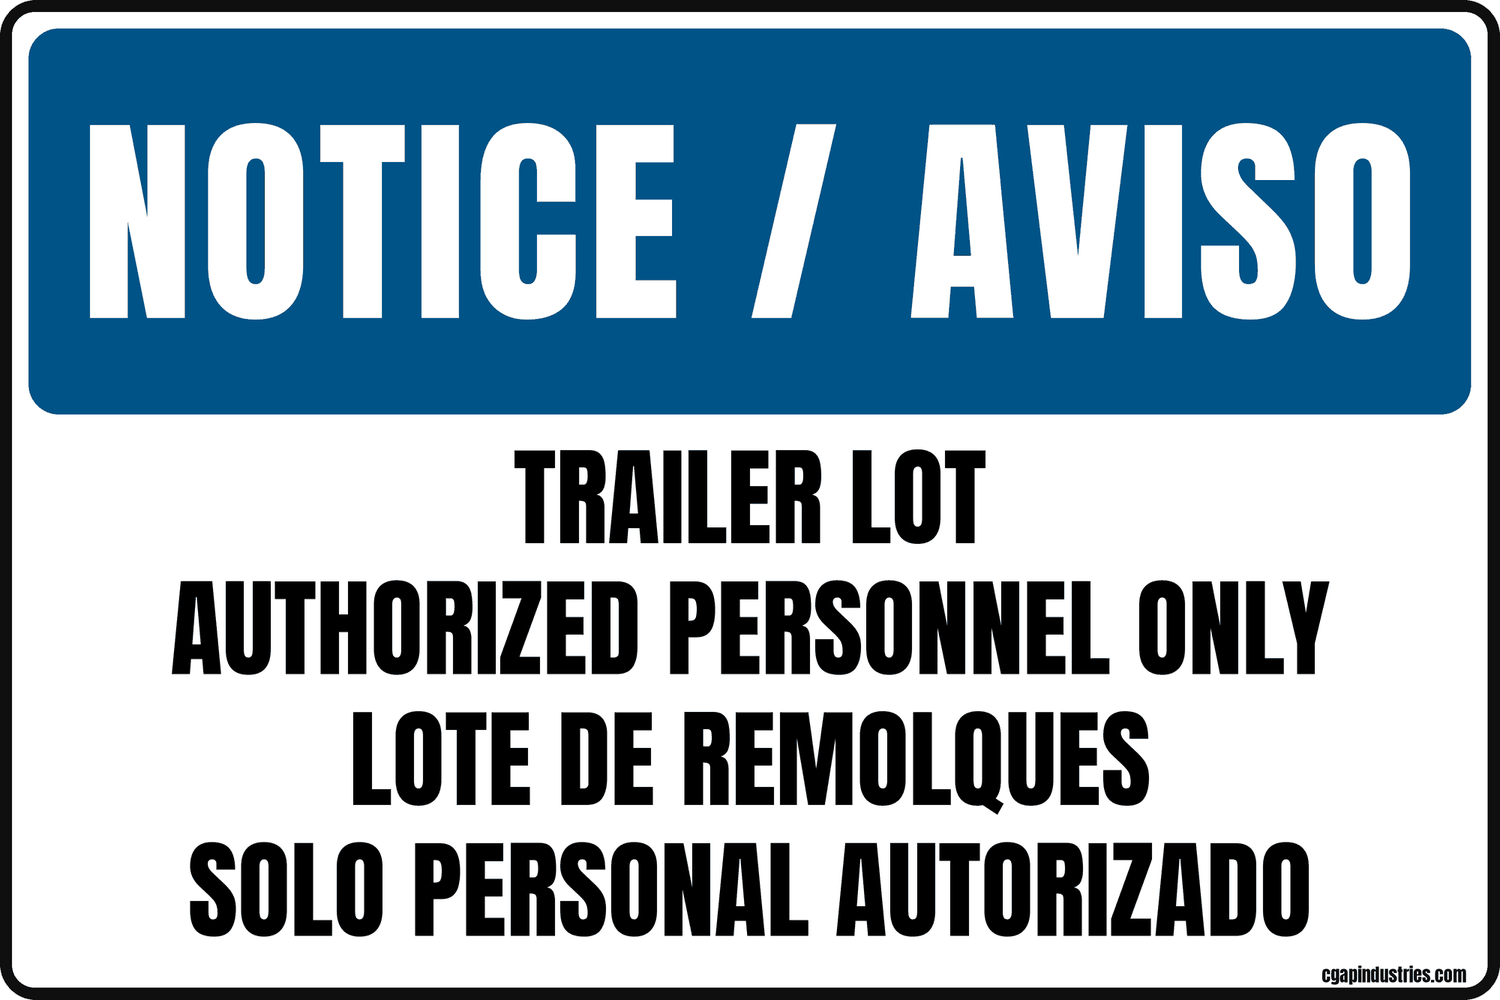 NOTICE / AVISO
TRAILER LOT
AUTHORIZED PERSONNEL ONLY
LOTE DE REMOLQUES
SOLO PERSONAL AUTORIZADO
cgapindustries.com